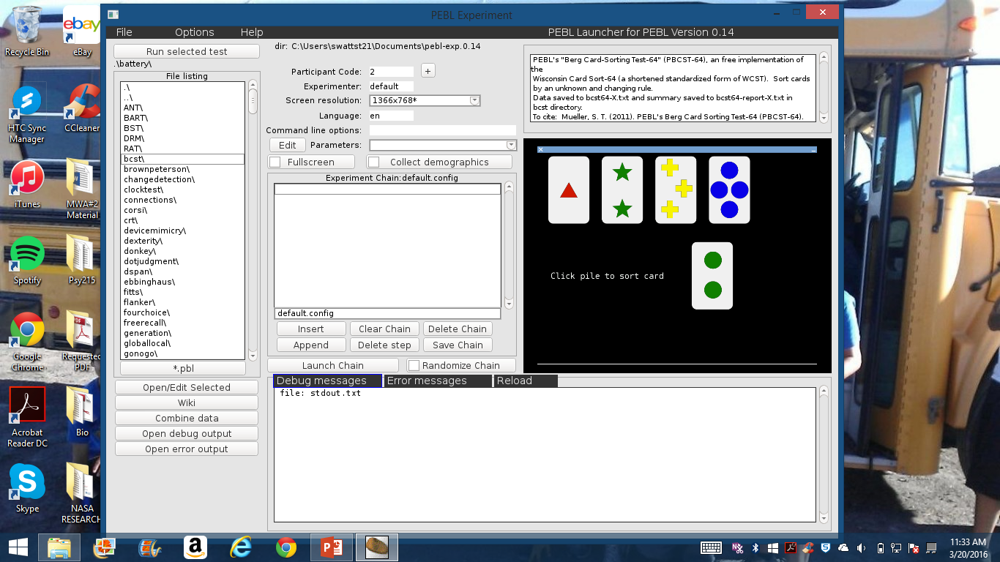 PEBL Experiment
File Options Help PEBL Launcher for PEBL Version 0.14
Run selected test
.\battery\
File listing
.\
..\
ANT\
BART\
BST\
DRM\
RAT\
bcst\
brownpeterson\
changedetection\
clocktest\
connections\
corsi\
crt\
devicemimicry\
dexterity\
donkey\
dotjudgment\
dspan\
ebbinghaus\
fitts\
flanker\
fourchoice\
freerecall\
generation\
globallocal\
gonogo\
*.pbl
Open/Edit Selected
Wiki
Combine data
Open debug output
Open error output
dir: C:\Users\swattst21\Documents\pebl-exp.0.14
Participant Code: 2 +
Experimenter: default
Screen resolution: 1366x768*
Language: en
Command line options:
Edit Parameters:
Fullscreen Collect demographics
Experiment Chain:default.config
default.config
Insert Clear Chain Delete Chain
Append Delete step Save Chain
Launch Chain Randomize Chain
PEBL's "Berg Card-Sorting Test-64" (PBCST-64), an free implementation of
the
Wisconsin Card Sort-64 (a shortened standardized form of WCST). Sort cards
by an unknown and changing rule.
Data saved to bcst64-X.txt and summary saved to bcst64-report-X.txt in
bcst directory.
To cite: Mueller, S. T. (2011). PEBL's Berg Card Sorting Test-64 (PBCST-64).
Click pile to sort card
Debug messages Error messages Reload
file: stdout.txt
Recycle Bin
eBay
HTC Sync
Manager
CCleaner
iTunes
MWA#2
Material
Spotify
Psy215
Google
Chrome
Requested
PDF
Acrobat
Reader DC
Bio
Skype
NASA
RESEARCH
11:33 AM
3/20/2016